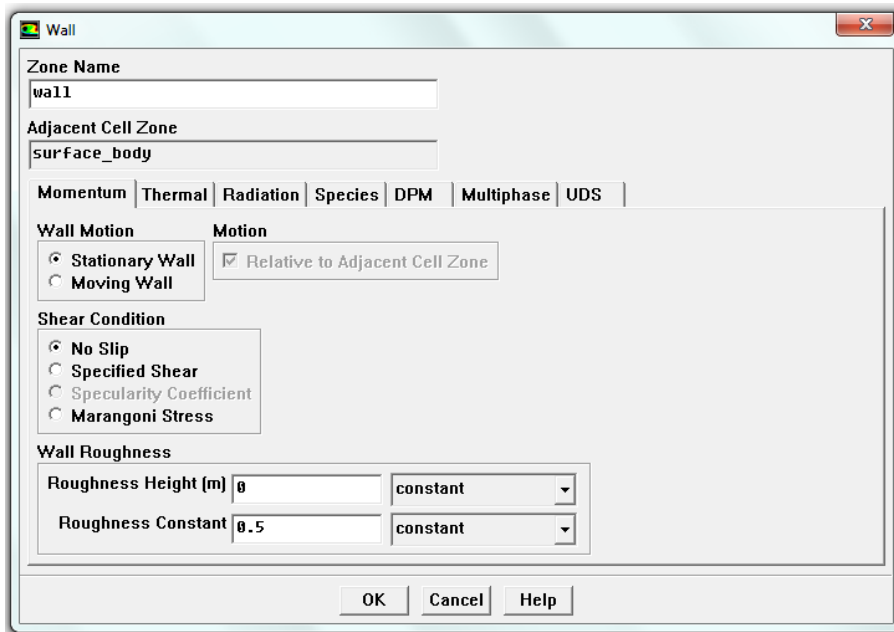 Wall
Zone Name
wall
Adjacent Cell Zone
surface_body
Momentum Thermal Radiation Species DPM Multiphase UDS
Wall Motion Motion
Stationary Wall Relative to Adjacent Cell Zone
Moving Wall
Shear Condition
No Slip
Specified Shear
Specularity Coefficient
Marangoni Stress
Wall Roughness
Roughness Height (m) 0 constant
Roughness Constant 0.5 constant
OK Cancel Help